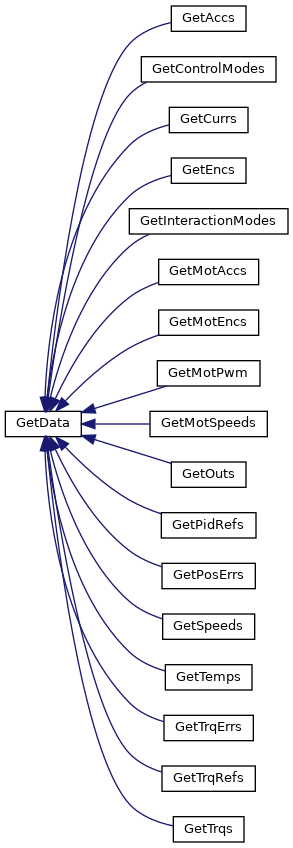 GetAccs
GetControlModes
GetCurrs
GetEncs
GetInteractionModes
GetMotAccs
GetMotEncs
GetMotPwm
GetData
GetMotSpeeds
GetOuts
GetPidRefs
GetPosErrs
GetSpeeds
GetTemps
GetTrqErrs
GetTrqRefs
GetTrqs